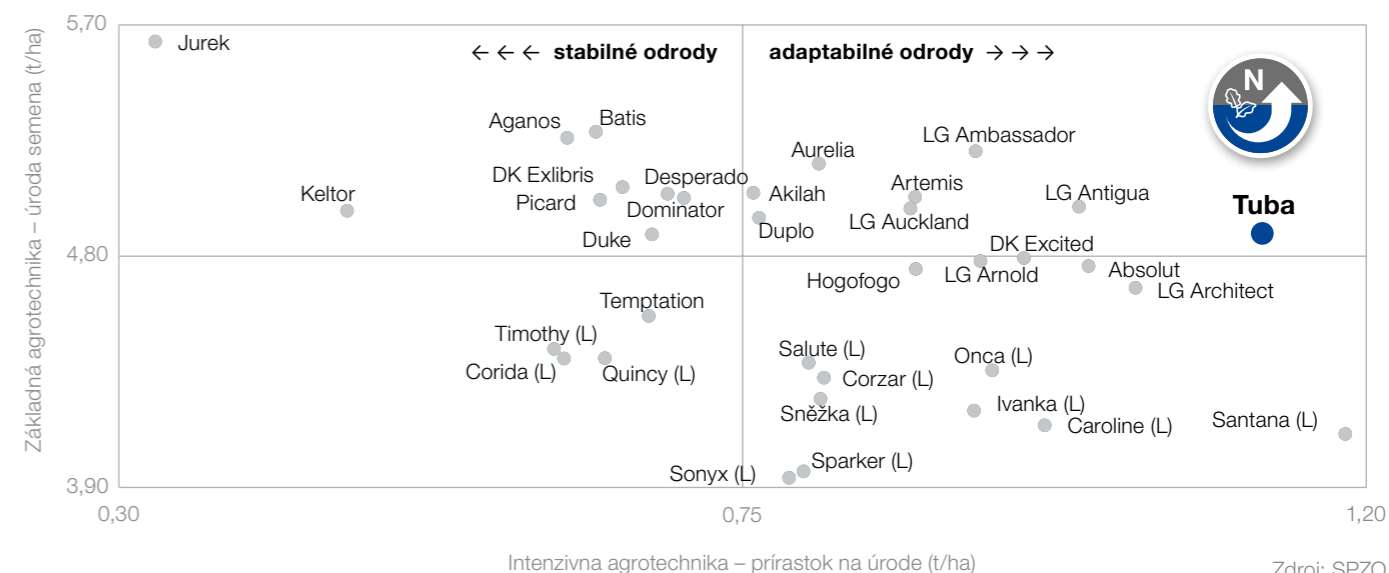 5,70
Jurek
← ← ← stabilné odrody
adaptabilné odrody → → →
N
Aganos
Batis
LG Ambassador
Aurelia
DK Exlibris
Desperado
Artemis
Keltor
Picard
Dominator
Akilah
LG Antigua
Tuba
LG Auckland
Duke
Duplo
DK Excited
4,80
Hogofogo
LG Arnold
Absolut
LG Architect
Temptation
Timothy (L)
Salute (L)
Onca (L)
Corida (L)
Quincy (L)
Corzar (L)
Sněžka (L)
Ivanka (L)
Caroline (L)
Santana (L)
Sonyx (L)
Sparker (L)
3,90
0,30
0,75
1,20
Základná agrotechnika – úroda semena (t/ha)
Intenzivna agrotechnika – prírastok na úrode (t/ha)
Zdroj: SPZO